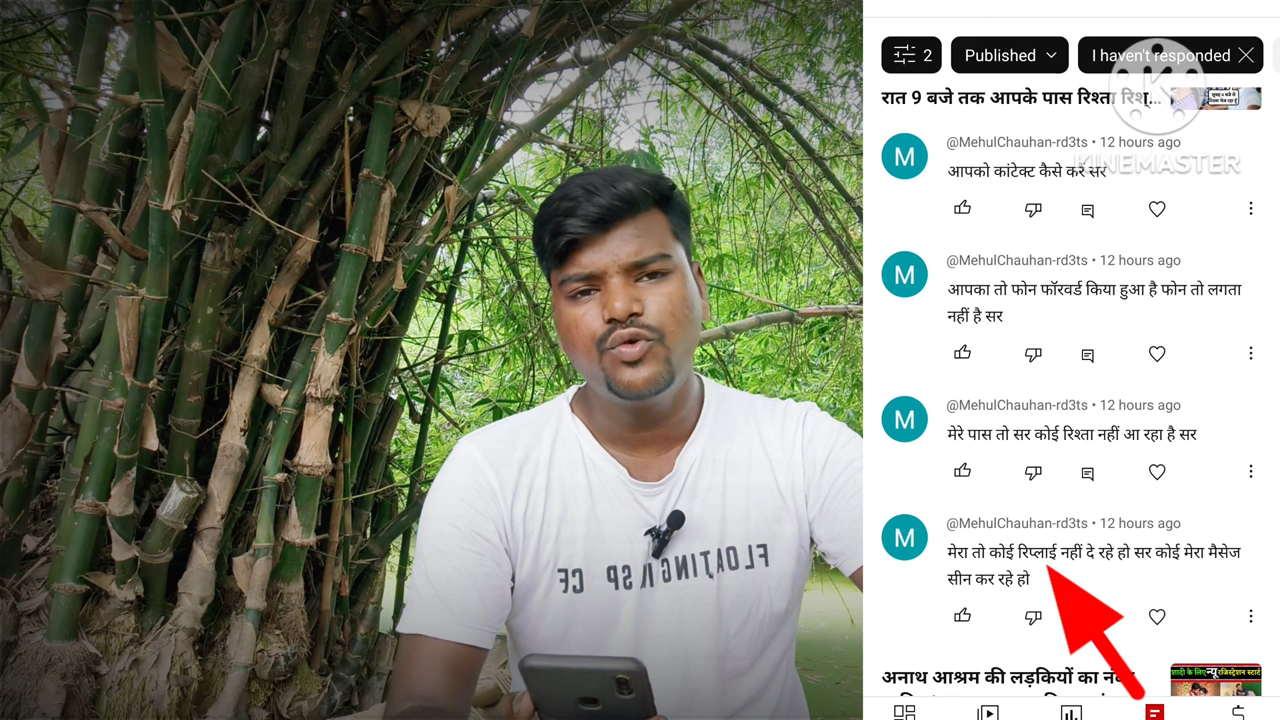 2
Published
I haven't responded
रात 9 बजे तक आपके पास रिश्ता रिश्...
@MehulChauhan-rd3ts • 12 hours ago
आपको कांटेक्ट कैसे करें सर
KINEMASTER
@MehulChauhan-rd3ts • 12 hours ago
आपका तो फोन फॉरवर्ड किया हुआ है फोन तो लगता
नहीं है सर
@MehulChauhan-rd3ts • 12 hours ago
मेरे पास तो सर कोई रिश्ता नहीं आ रहा है सर
@MehulChauhan-rd3ts • 12 hours ago
मेरा तो कोई रिप्लाई नहीं दे रहे हो सर कोई मेरा मैसेज
सीन कर रहे हो
अनाथ आश्रम की लड़कियों का
शादी के लिए न्यू रजिस्ट्रेशन स्टार्ट
M
M
M
M